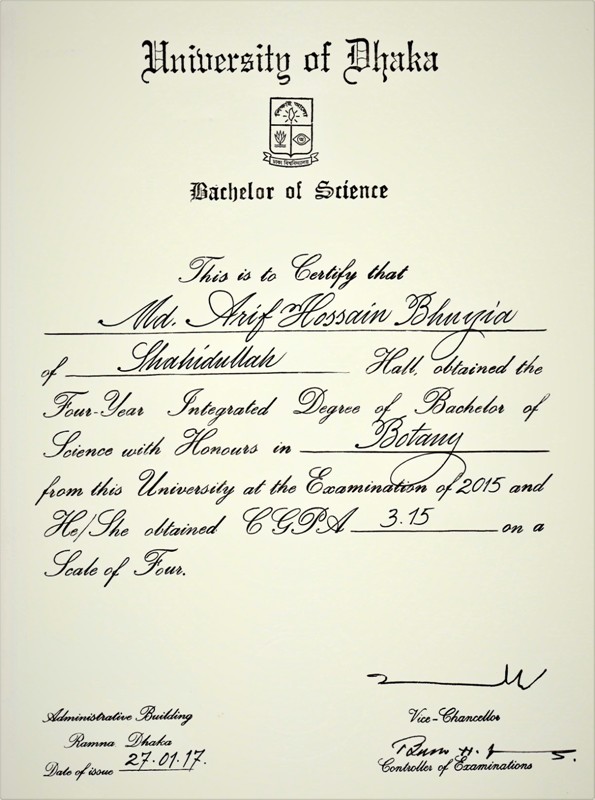 University of Dhaka
শিক্ষাই আলো
ঢাকা বিশ্ববিদ্যালয়
Bachelor of Science
This is to Certify that
Md. Arif Hossain Bhuyia
of Shahidullah Hall, obtained the
Four-Year Integrated Degree of Bachelor of
Science with Honours in Botany
from this University at the Examination of 2015 and
He/She obtained CGPA 3.15 on a
Scale of Four.
Vice-Chancellor
Administrative Building
Ramna Dhaka
Date of issue 27.01.17.
Controller of Examinations